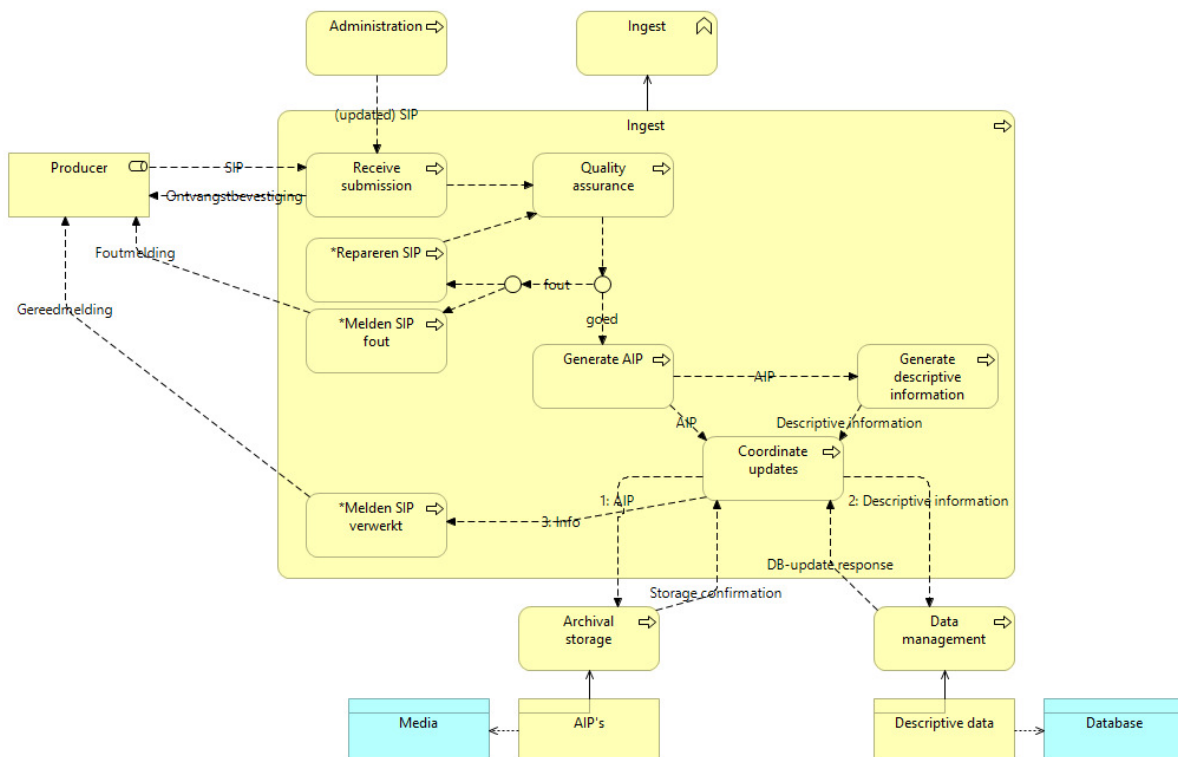 Administration
Ingest
(updated) SIP
Ingest
Producer
SIP
Receive
submission
Quality
assurance
Ontvangstbevestiging
*Repareren SIP
Foutmelding
fout
Gereedmelding
*Melden SIP
fout
goed
Generate AIP
AIP
Generate
descriptive
information
AIP
Descriptive information
Coordinate
updates
*Melden SIP
verwerkt
1: AIP
2: Descriptive information
3: Info
DB-update response
Storage confirmation
Archival
storage
Data
management
Media
AIP's
Descriptive data
Database